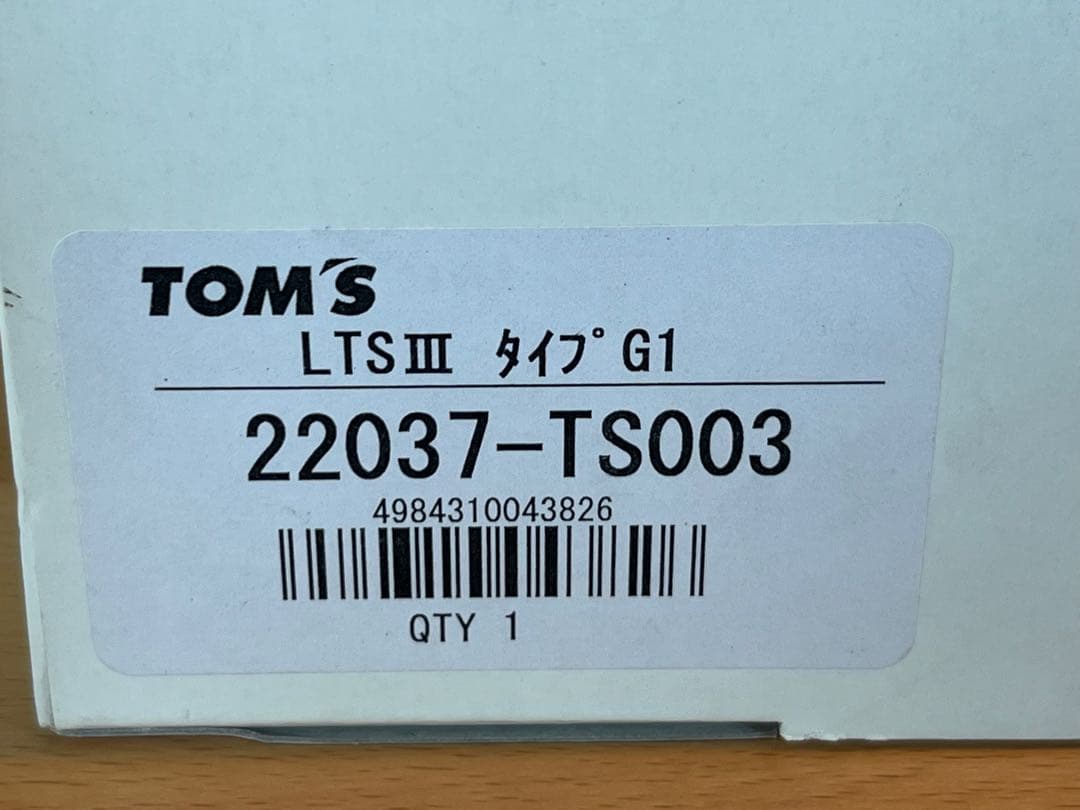 TOM'S
LTSⅢ ﾀｲﾌﾟG1
22037-TS003
4984310043826
QTY 1